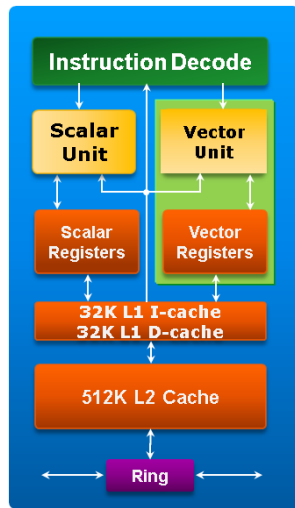 Instruction Decode
Scalar
Unit
Vector
Unit
Scalar
Registers
Vector
Registers
32K L1 I-cache
32K L1 D-cache
512K L2 Cache
Ring